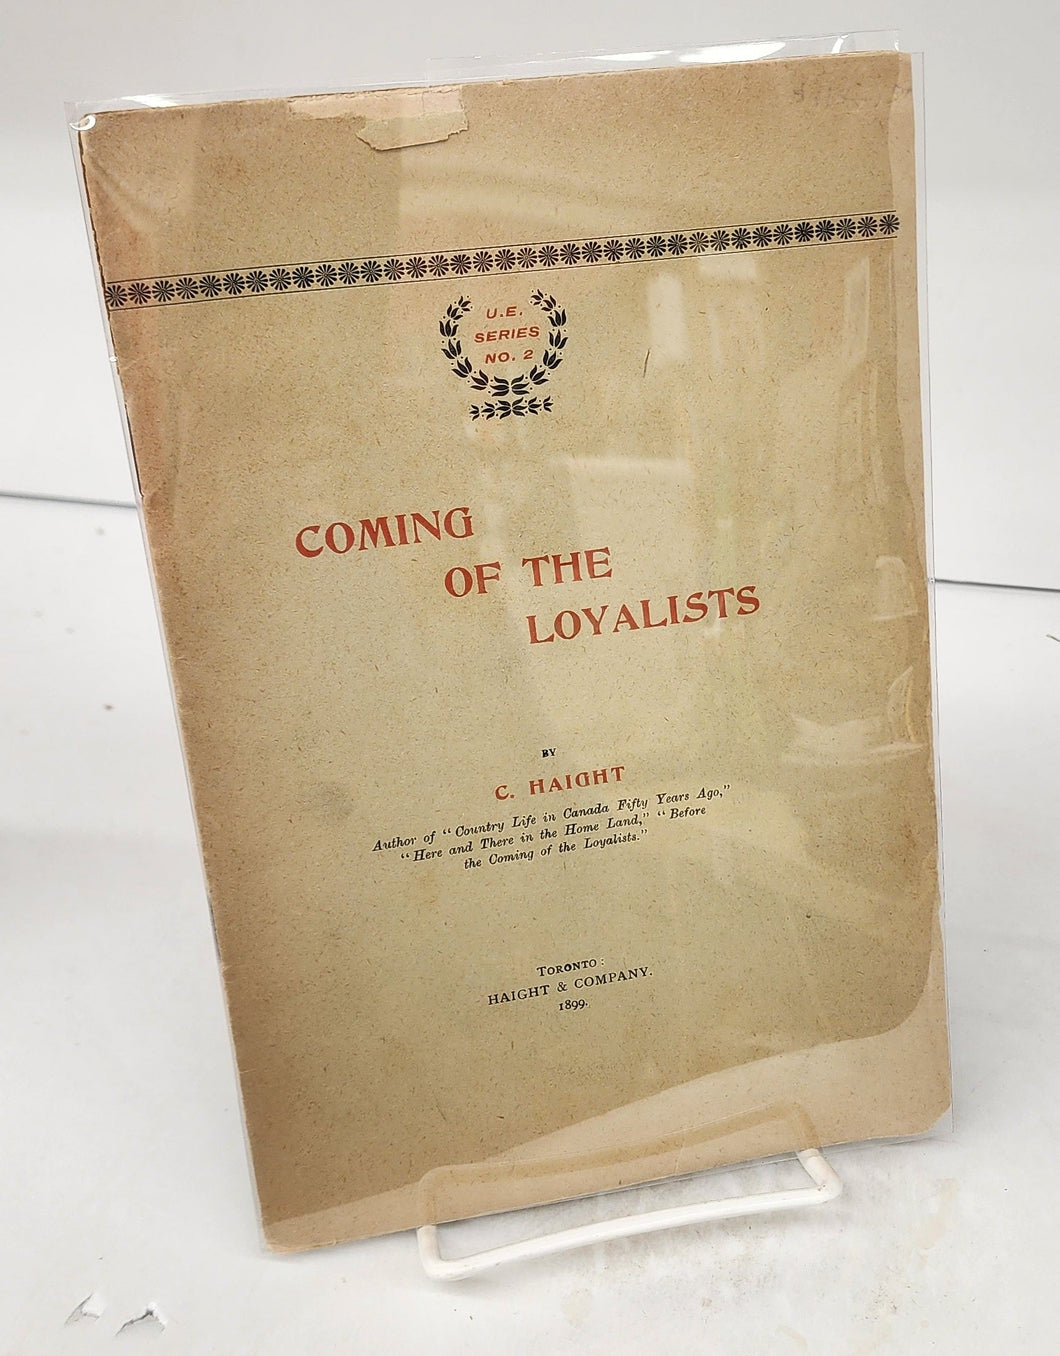 U.E.
SERIES
NO. 2
COMING
OF THE
LOYALISTS
BY
C. HAIGHT
Author of "Country Life in Canada Fifty Years Ago,"
"Here and There in the Home Land," "Before
the Coming of the Loyalists."
TORONTO:
HAIGHT & COMPANY.
1899.